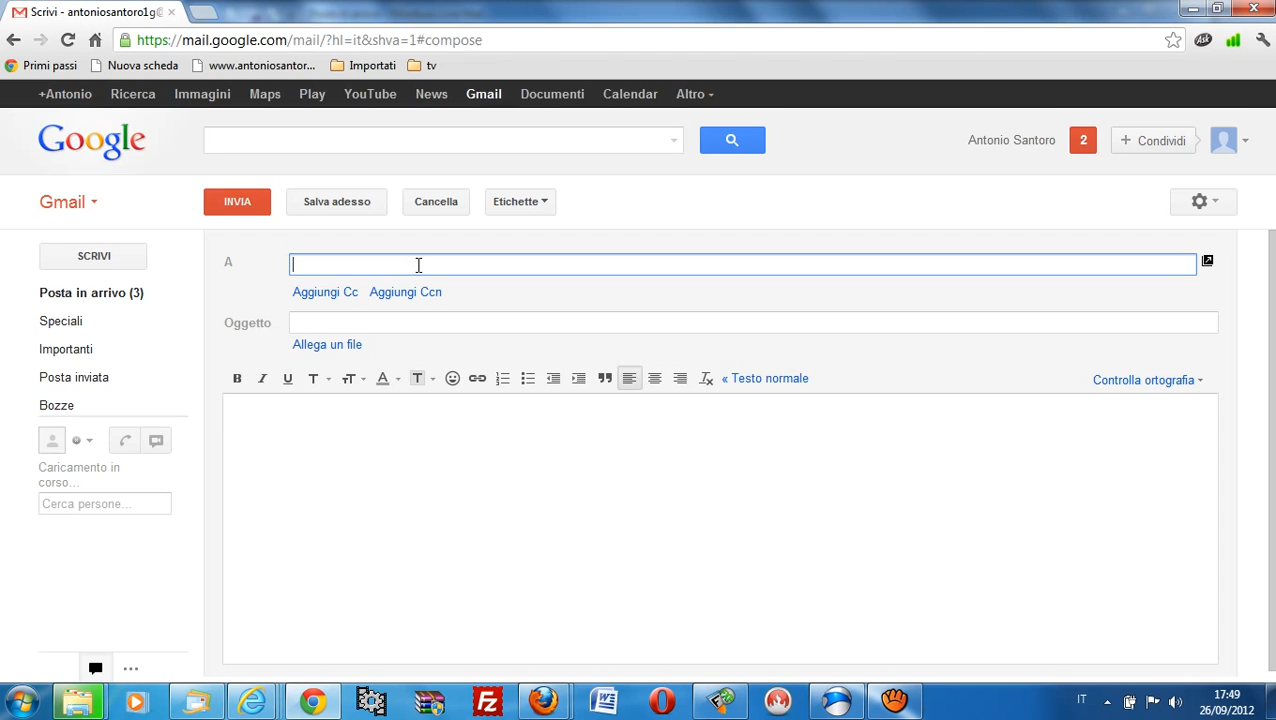 Scrivi - antoniosantoro1g@
https://mail.google.com/mail/?hl=it&shva=1#compose
Ask
Primi passi Nuova scheda www.antoniosantor... Importati tv
+Antonio Ricerca Immagini Maps Play YouTube News Gmail Documenti Calendar Altro
Google Antonio Santoro 2 + Condividi
Gmail INVIA Salva adesso Cancella Etichette
SCRIVI
A
Posta in arrivo (3)
Aggiungi Cc Aggiungi Ccn
Speciali
Oggetto
Importanti
Allega un file
Posta inviata
B I U T TT A T « Testo normale Controlla ortografia
Bozze
Caricamento in
corso...
Cerca persone...
IT 17:49
26/09/2012